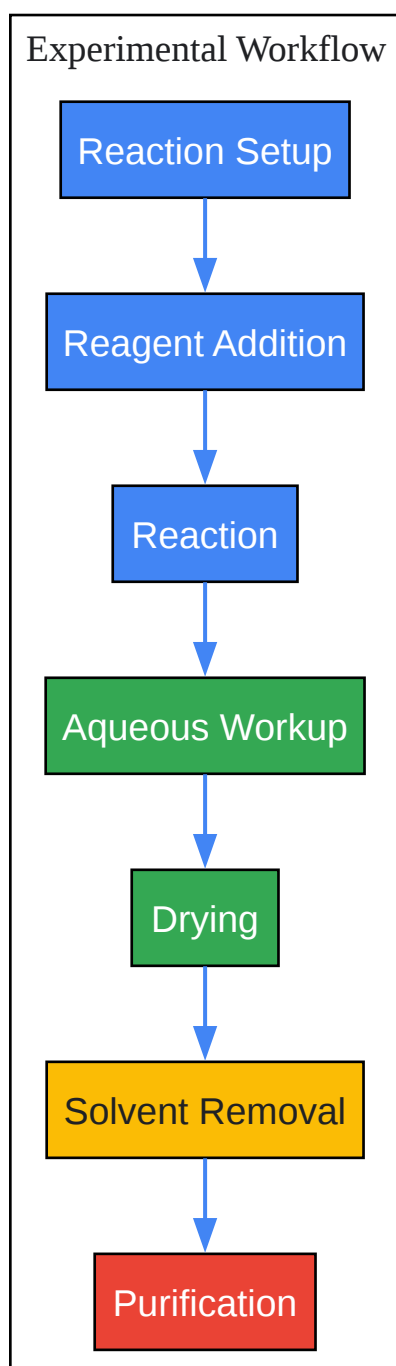 Experimental Workflow
Reaction Setup
Reagent Addition
Reaction
Aqueous Workup
Drying
Solvent Removal
Purification